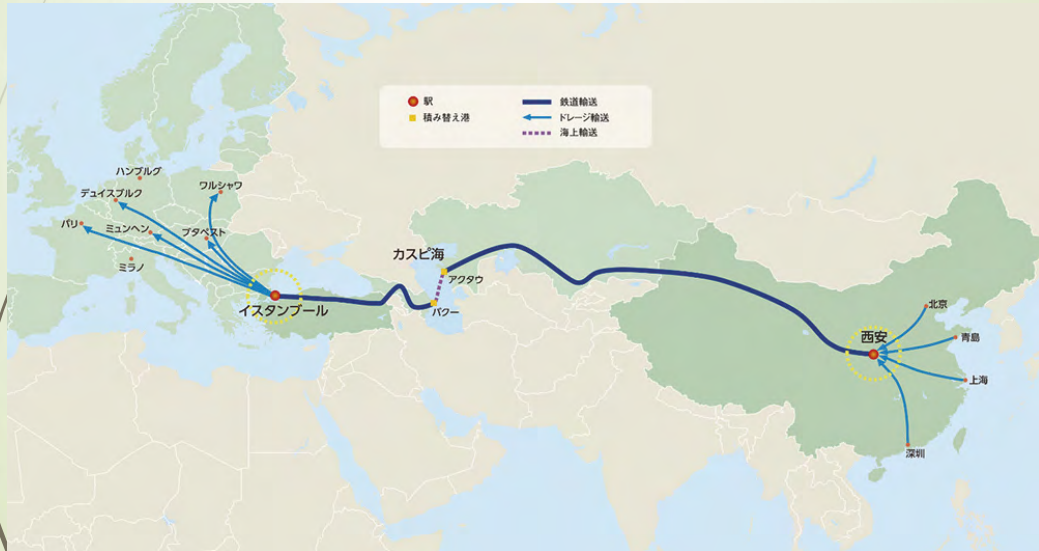 駅
積み替え港
鉄道輸送
ドレージ輸送
海上輸送
ハンブルグ
デュイスブルク
ワルシャワ
パリ
ミュンヘン
ブタペスト
ミラノ
イスタンブール
カスピ海
アクタウ
バクー
西安
北京
青島
上海
深圳